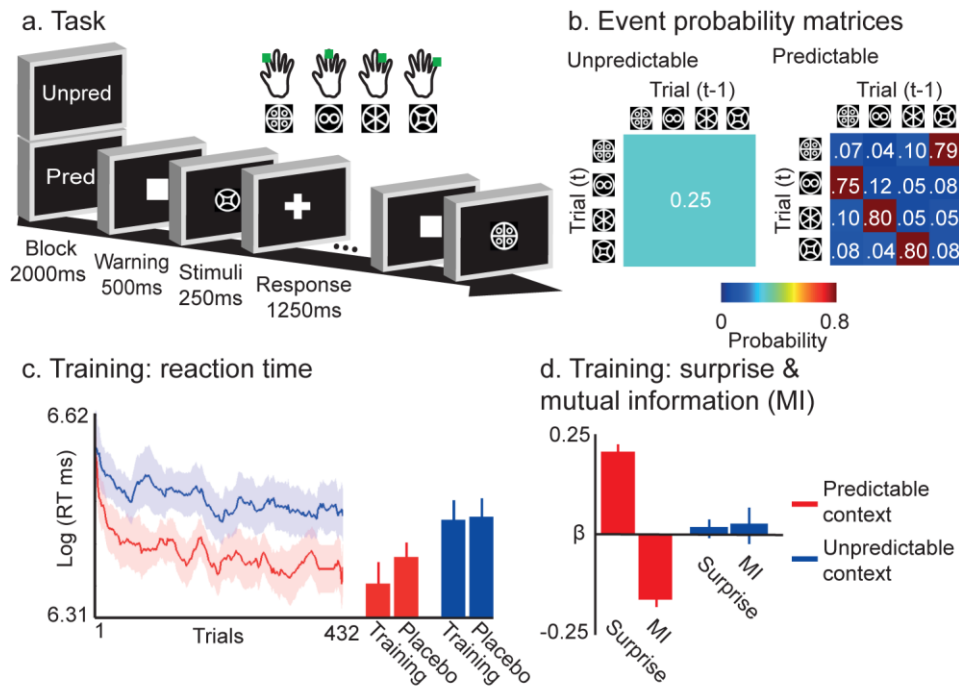 a. Task
Unpred
Pred
Block
2000ms
Warning
500ms
Stimuli
250ms
Response
1250ms
b. Event probability matrices
Unpredictable
Trial (t-1)
Trial (t)
0.25
Predictable
Trial (t-1)
Trial (t)
.07 .04 .10 .79
.75 .12 .05 .08
.10 .80 .05 .05
.08 .04 .80 .08
0
0.8
Probability
c. Training: reaction time
6.62
Log (RT ms)
6.31
1
Trials
432
Training
Placebo
Training
Placebo
d. Training: surprise &
mutual information (MI)
0.25
β
-0.25
Surprise
MI
Surprise
MI
Predictable
context
Unpredictable
context